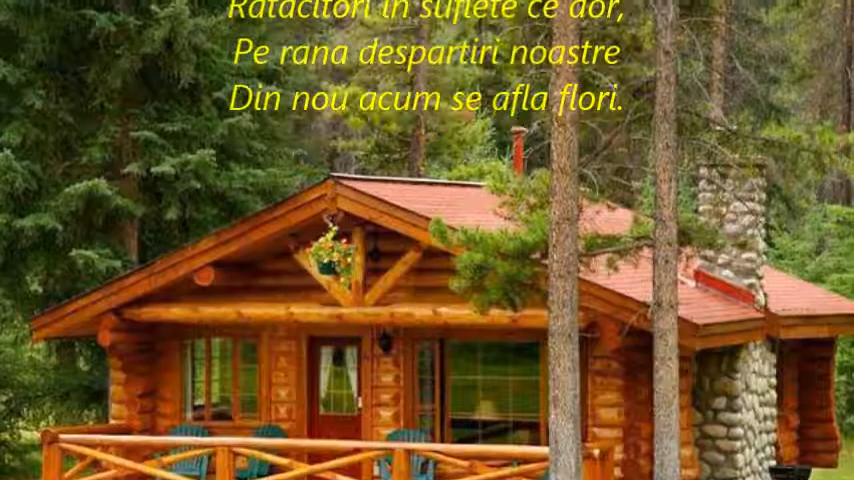 Ratacitori in suflete ce dor,
Pe rana despartiri noastre
Din nou acum se afla flori.